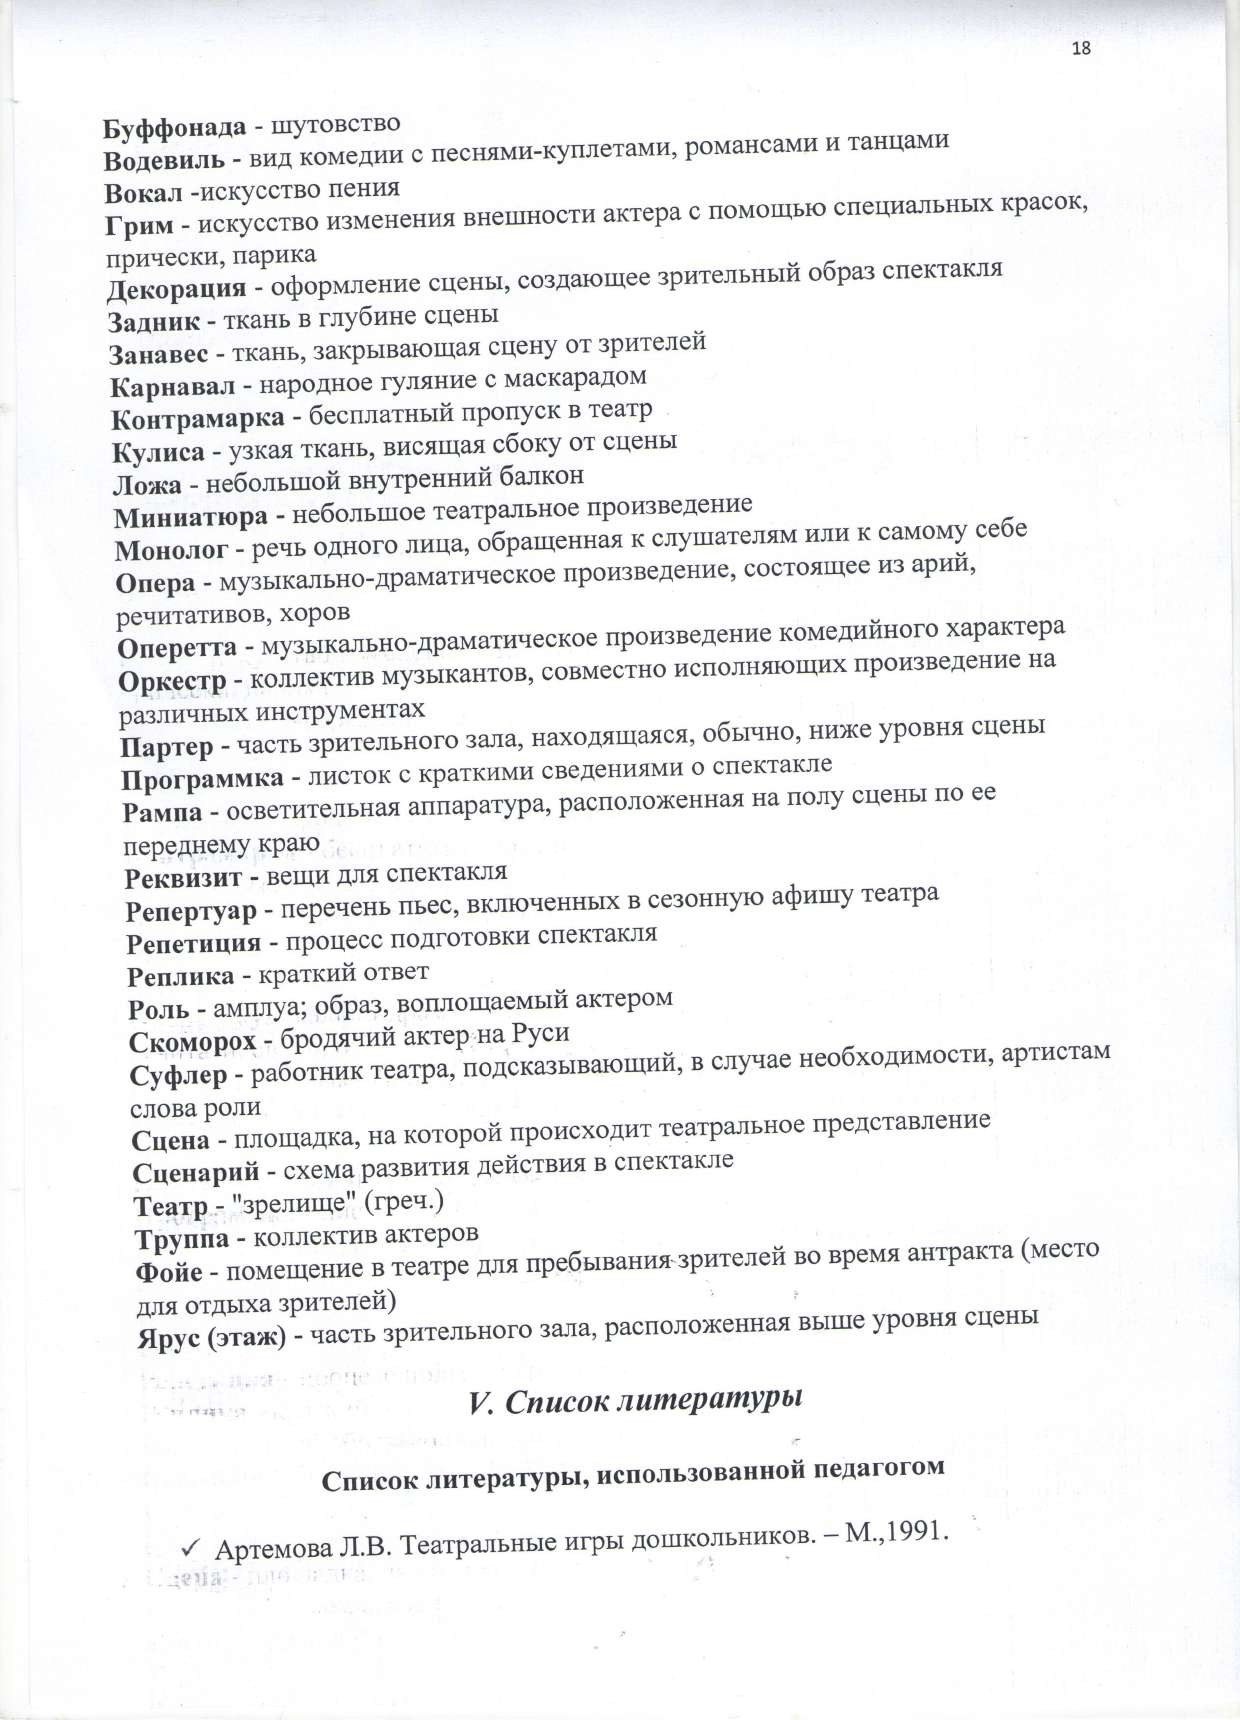 18
Буффонада - шутовство
Водевиль - вид комедии с песнями-куплетами, романсами и танцами
Вокал -искусство пения
Грим - искусство изменения внешности актера с помощью специальных красок,
прически, парика
Декорация - оформление сцены, создающее зрительный образ спектакля
Задник - ткань в глубине сцены
Занавес - ткань, закрывающая сцену от зрителей
Карнавал - народное гуляние с маскарадом
Контрамарка - бесплатный пропуск в театр
Кулиса - узкая ткань, висящая сбоку от сцены
Ложа - небольшой внутренний балкон
Миниатюра - небольшое театральное произведение
Монолог - речь одного лица, обращенная к слушателям или к самому себе
Опера - музыкально-драматическое произведение, состоящее из арий,
речитативов, хоров
Оперетта - музыкально-драматическое произведение комедийного характера
Оркестр - коллектив музыкантов, совместно исполняющих произведение на
различных инструментах
Партер - часть зрительного зала, находящаяся, обычно, ниже уровня сцены
Программка - листок с краткими сведениями о спектакле
Рампа - осветительная аппаратура, расположенная на полу сцены по ее
переднему краю
Реквизит - вещи для спектакля
Репертуар - перечень пьес, включенных в сезонную афишу театра
Репетиция - процесс подготовки спектакля
Реплика - краткий ответ
Роль - амплуа; образ, воплощаемый актером
Скоморох - бродячий актер на Руси
Суфлер - работник театра, подсказывающий, в случае необходимости, артистам
слова роли
Сцена - площадка, на которой происходит театральное представление
Сценарий - схема развития действия в спектакле
Театр - "зрелище" (греч.)
Труппа - коллектив актеров
Фойе - помещение в театре для пребывания зрителей во время антракта (место
для отдыха зрителей)
Ярус (этаж) - часть зрительного зала, расположенная выше уровня сцены
V. Список литературы
Список литературы, использованной педагогом
✓ Артемова Л.В. Театральные игры дошкольников. – М.,1991.